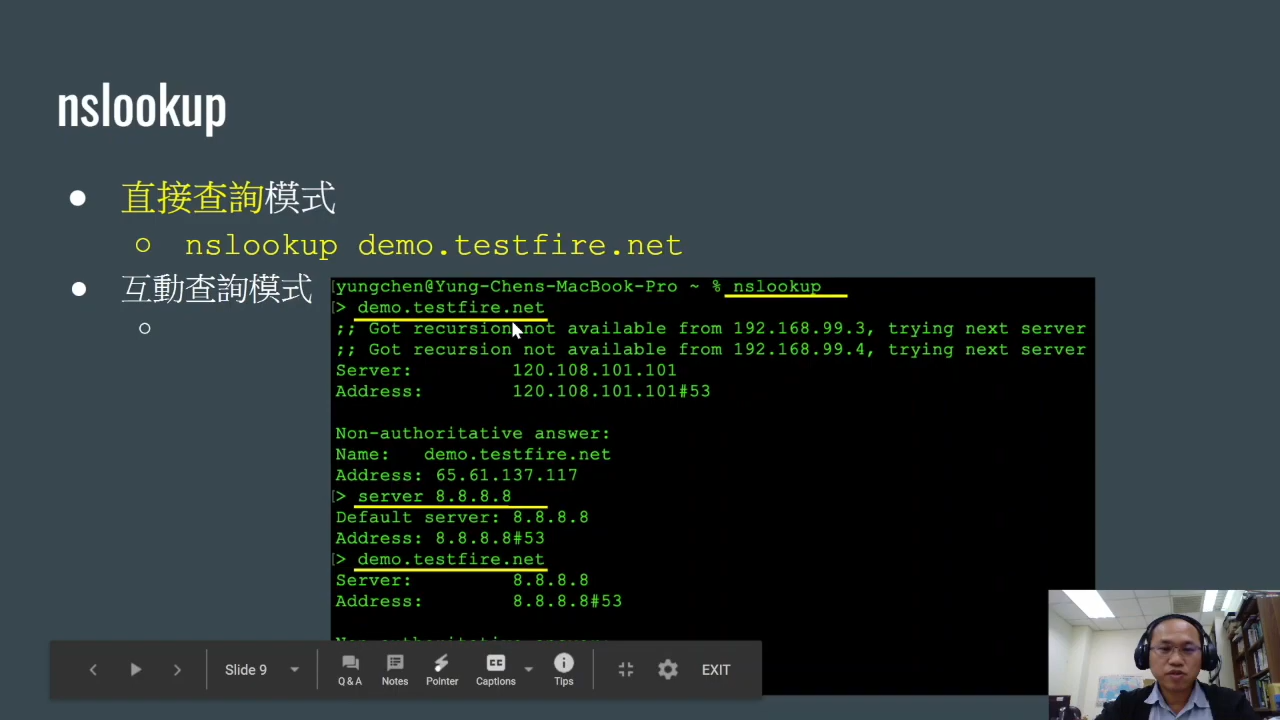 nslookup
直接查詢模式
nslookup demo.testfire.net
互動查詢模式
[yungchen@Yung-Chens-MacBook-Pro ~ % nslookup
[> demo.testfire.net
;; Got recursion not available from 192.168.99.3, trying next server
;; Got recursion not available from 192.168.99.4, trying next server
Server: 120.108.101.101
Address: 120.108.101.101#53
Non-authoritative answer:
Name: demo.testfire.net
Address: 65.61.137.117
[> server 8.8.8.8
Default server: 8.8.8.8
Address: 8.8.8.8#53
[> demo.testfire.net
Server: 8.8.8.8
Address: 8.8.8.8#53
Slide 9
Q & A
Notes
Pointer
CC
Captions
Tips
EXIT